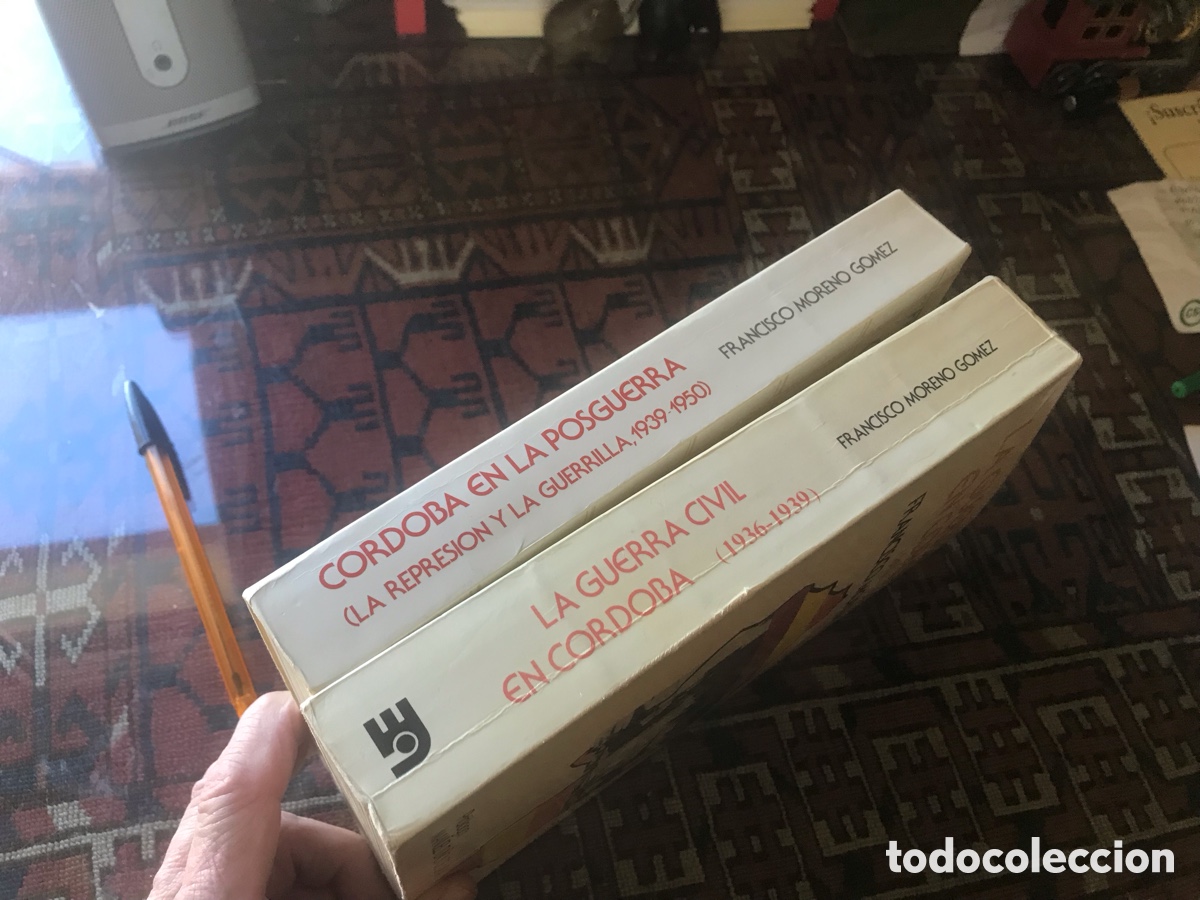 BOSE
¡SUSCR
CORDOBA EN LA POSGUERRA
(LA REPRESION Y LA GUERRILLA, 1939-1950)
FRANCISCO MORENO GOMEZ
LA GUERRA CIVIL
EN CORDOBA (1936-1939)
FRANCISCO MORENO GOMEZ
todocoleccion